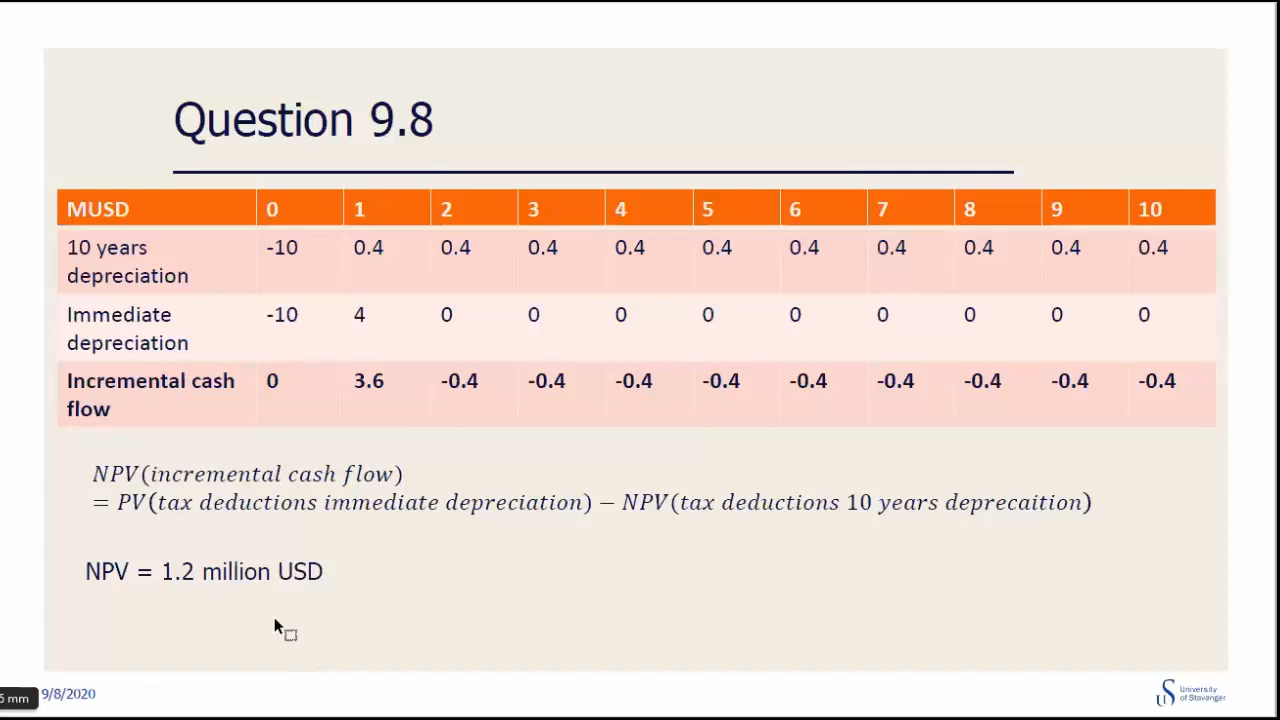 Question 9.8
MUSD 0 1 2 3 4 5 6 7 8 9 10
10 years
depreciation
-10 0.4 0.4 0.4 0.4 0.4 0.4 0.4 0.4 0.4 0.4
Immediate
depreciation
-10 4 0 0 0 0 0 0 0 0 0
Incremental cash
flow
0 3.6 -0.4 -0.4 -0.4 -0.4 -0.4 -0.4 -0.4 -0.4 -0.4
NPV(incremental cash flow)
= PV(tax deductions immediate depreciation) − NPV(tax deductions 10 years deprecaition)
NPV = 1.2 million USD
6 mm
9/8/2020
US University
of Stavanger